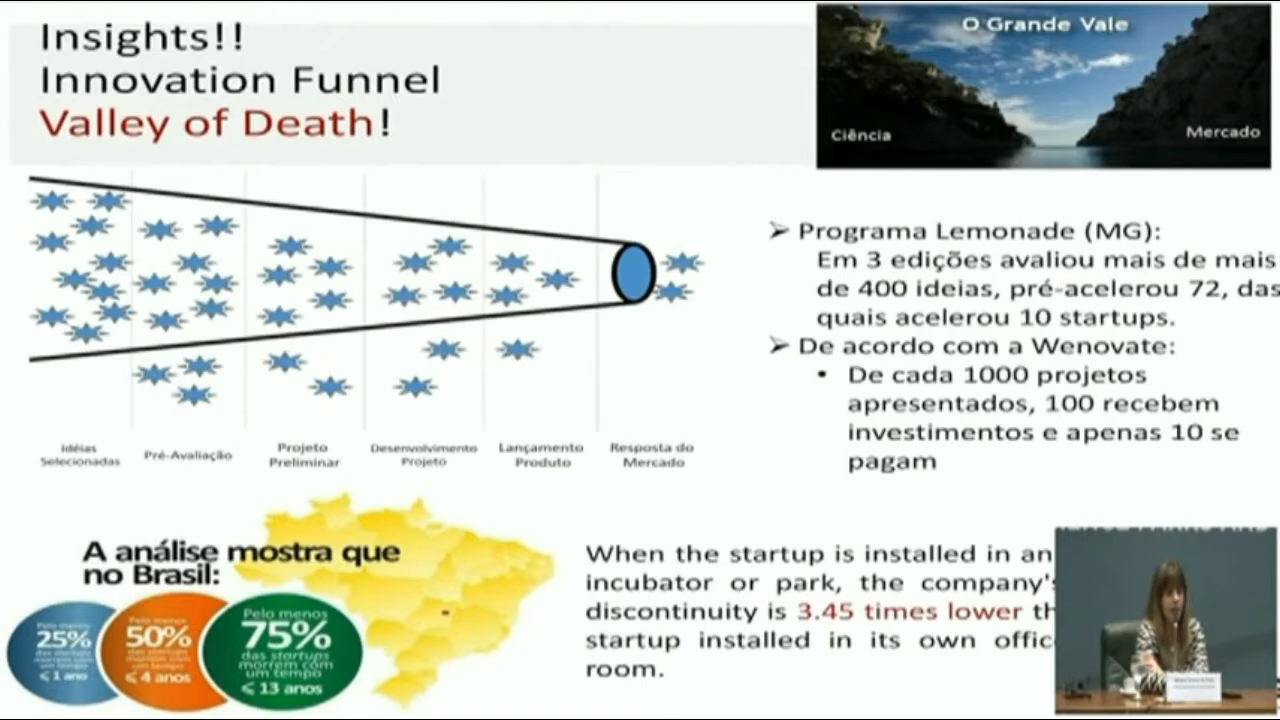 Insights!!
Innovation Funnel
Valley of Death!
O Grande Vale
Ciência
Mercado
Idéias
Selecionadas
Pré-Avaliação
Projeto
Preliminar
Desenvolvimento
Projeto
Lançamento
Produto
Resposta do
Mercado
➢ Programa Lemonade (MG):
Em 3 edições avaliou mais de mais
de 400 ideias, pré-acelerou 72, das
quais acelerou 10 startups.
➢ De acordo com a Wenovate:
• De cada 1000 projetos
apresentados, 100 recebem
investimentos e apenas 10 se
pagam
A análise mostra que
no Brasil:
Pelo menos
25%
das startups
morrem com
um tempo
⩽ 1 ano
Pelo menos
50%
das startups
morrem com
um tempo
⩽ 4 anos
Pelo menos
75%
das startups
morrem com
um tempo
⩽ 13 anos
When the startup is installed in an
incubator or park, the company's
discontinuity is 3.45 times lower th
startup installed in its own offic
room.